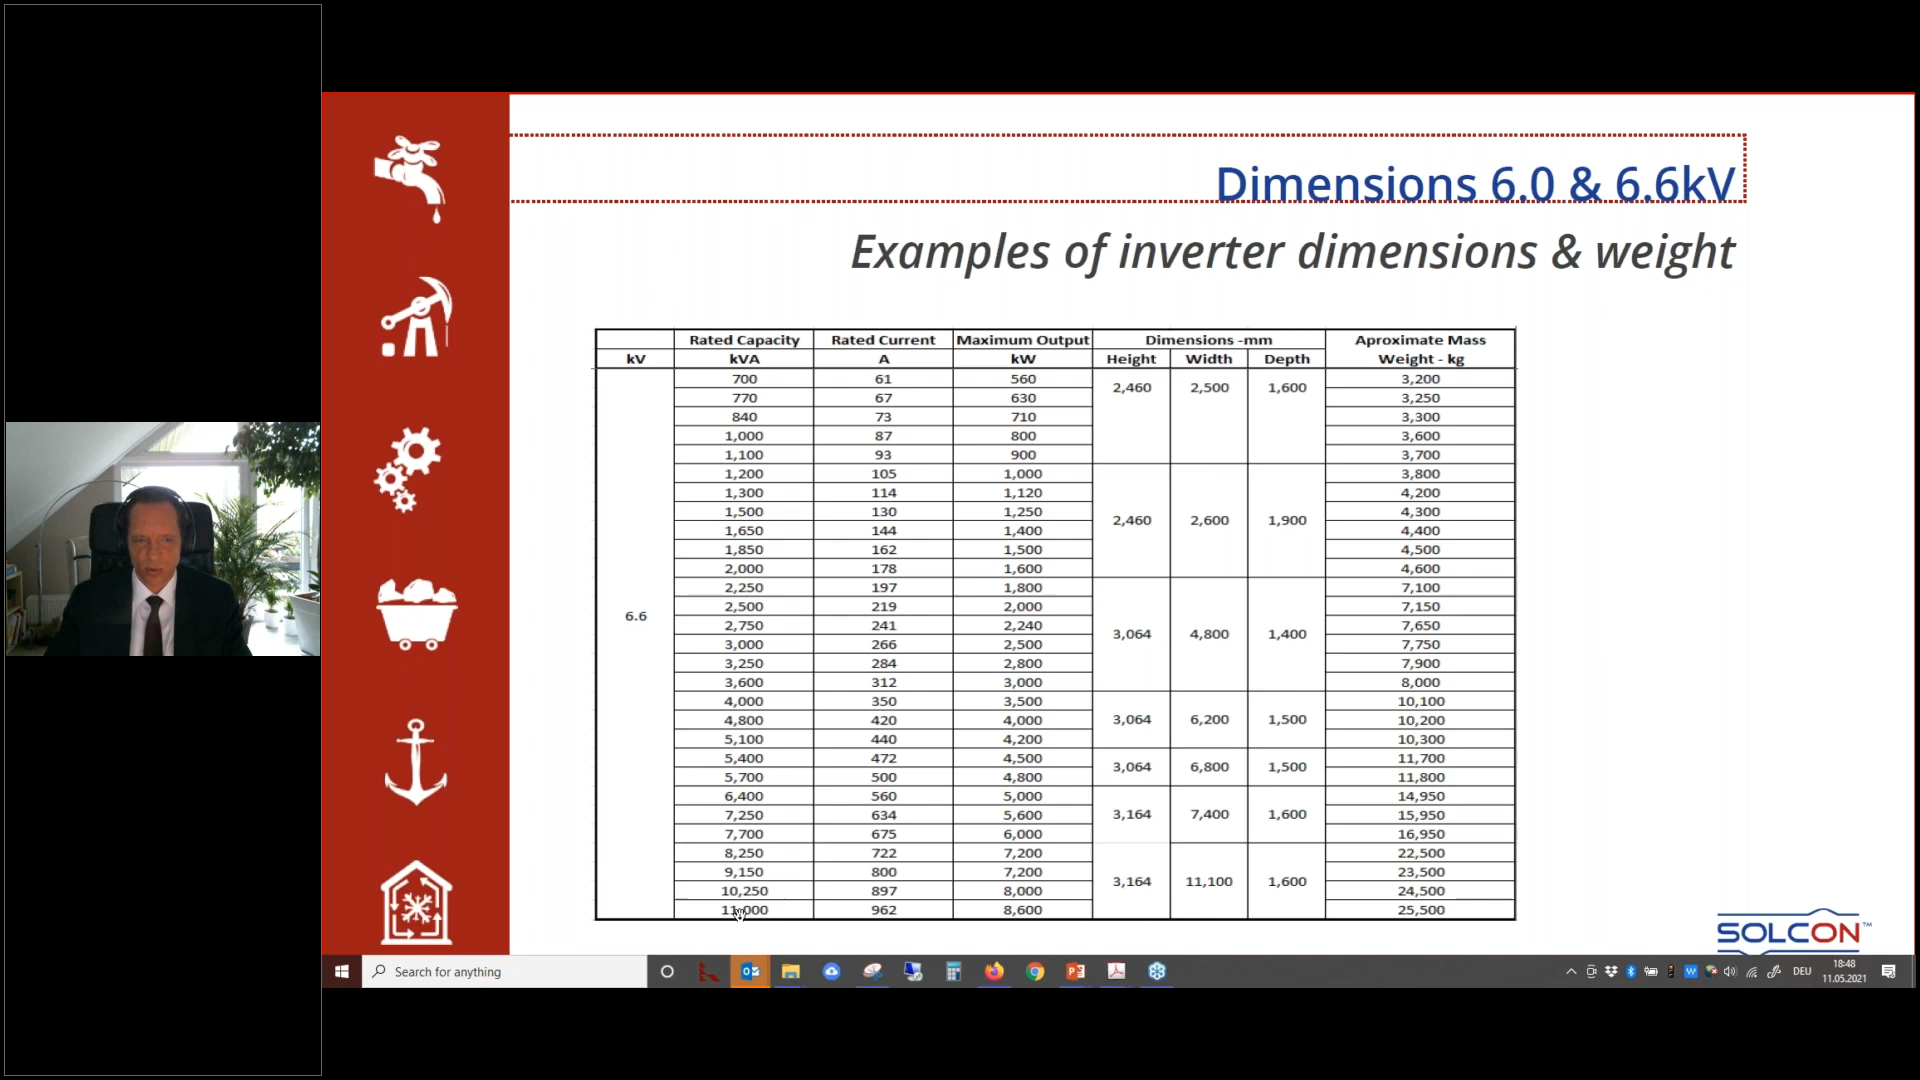 Dimensions 6.0 & 6.6kV
Examples of inverter dimensions & weight
Rated Capacity Rated Current Maximum Output Dimensions -mm Aproximate Mass
kV kVA A kW Height Width Depth Weight - kg
700 61 560 3,200
2,460 2,500 1,600
770 67 630 3,250
840 73 710 3,300
1,000 87 800 3,600
1,100 93 900 3,700
1,200 105 1,000 3,800
1,300 114 1,120 4,200
1,500 130 1,250 4,300
2,460 2,600 1,900
1,650 144 1,400 4,400
1,850 162 1,500 4,500
2,000 178 1,600 4,600
2,250 197 1,800 7,100
2,500 219 2,000 7,150
6.6
2,750 241 2,240 7,650
3,064 4,800 1,400
3,000 266 2,500 7,750
3,250 284 2,800 7,900
3,600 312 3,000 8,000
4,000 350 3,500 10,100
4,800 420 4,000 3,064 6,200 1,500 10,200
5,100 440 4,200 10,300
5,400 472 4,500 11,700
3,064 6,800 1,500
5,700 500 4,800 11,800
6,400 560 5,000 14,950
7,250 634 5,600 3,164 7,400 1,600 15,950
7,700 675 6,000 16,950
8,250 722 7,200 22,500
9,150 800 7,200 23,500
3,164 11,100 1,600
10,250 897 8,000 24,500
11,000 962 8,600 25,500
SOLCON™
Search for anything
DEU
18:48
11.05.2021